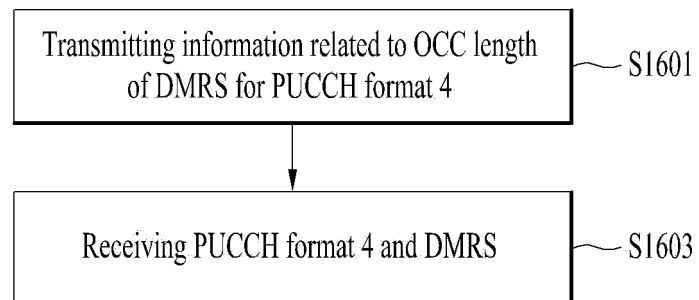 Transmitting information related to OCC length
of DMRS for PUCCH format 4
S1601
Receiving PUCCH format 4 and DMRS
S1603